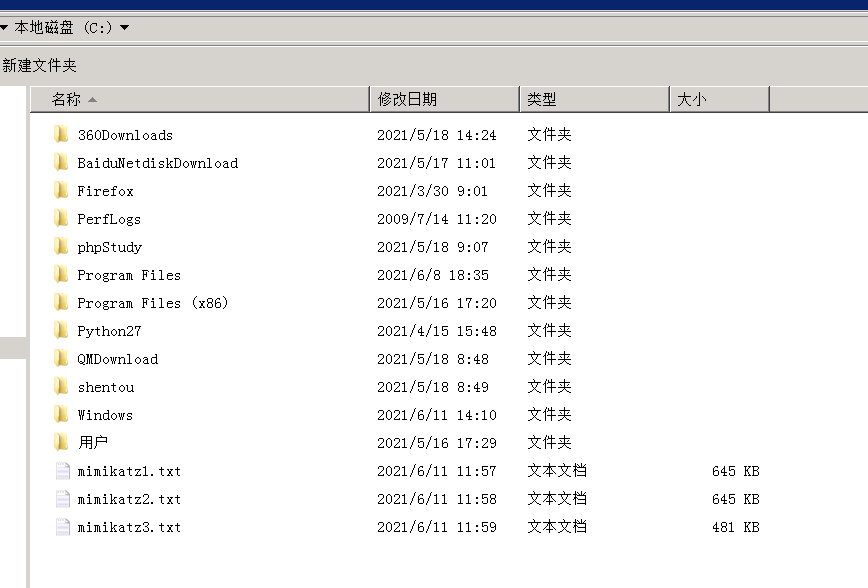 本地磁盘 (C:)
新建文件夹
名称 修改日期 类型 大小
360Downloads 2021/5/18 14:24 文件夹
BaiduNetdiskDownload 2021/5/17 11:01 文件夹
Firefox 2021/3/30 9:01 文件夹
PerfLogs 2009/7/14 11:20 文件夹
phpStudy 2021/5/18 9:07 文件夹
Program Files 2021/6/8 18:35 文件夹
Program Files (x86) 2021/5/16 17:20 文件夹
Python27 2021/4/15 15:48 文件夹
QMDownload 2021/5/18 8:48 文件夹
shentou 2021/5/18 8:49 文件夹
Windows 2021/6/11 14:10 文件夹
用户 2021/5/16 17:29 文件夹
mimikatz1.txt 2021/6/11 11:57 文本文档 645 KB
mimikatz2.txt 2021/6/11 11:58 文本文档 645 KB
mimikatz3.txt 2021/6/11 11:59 文本文档 481 KB